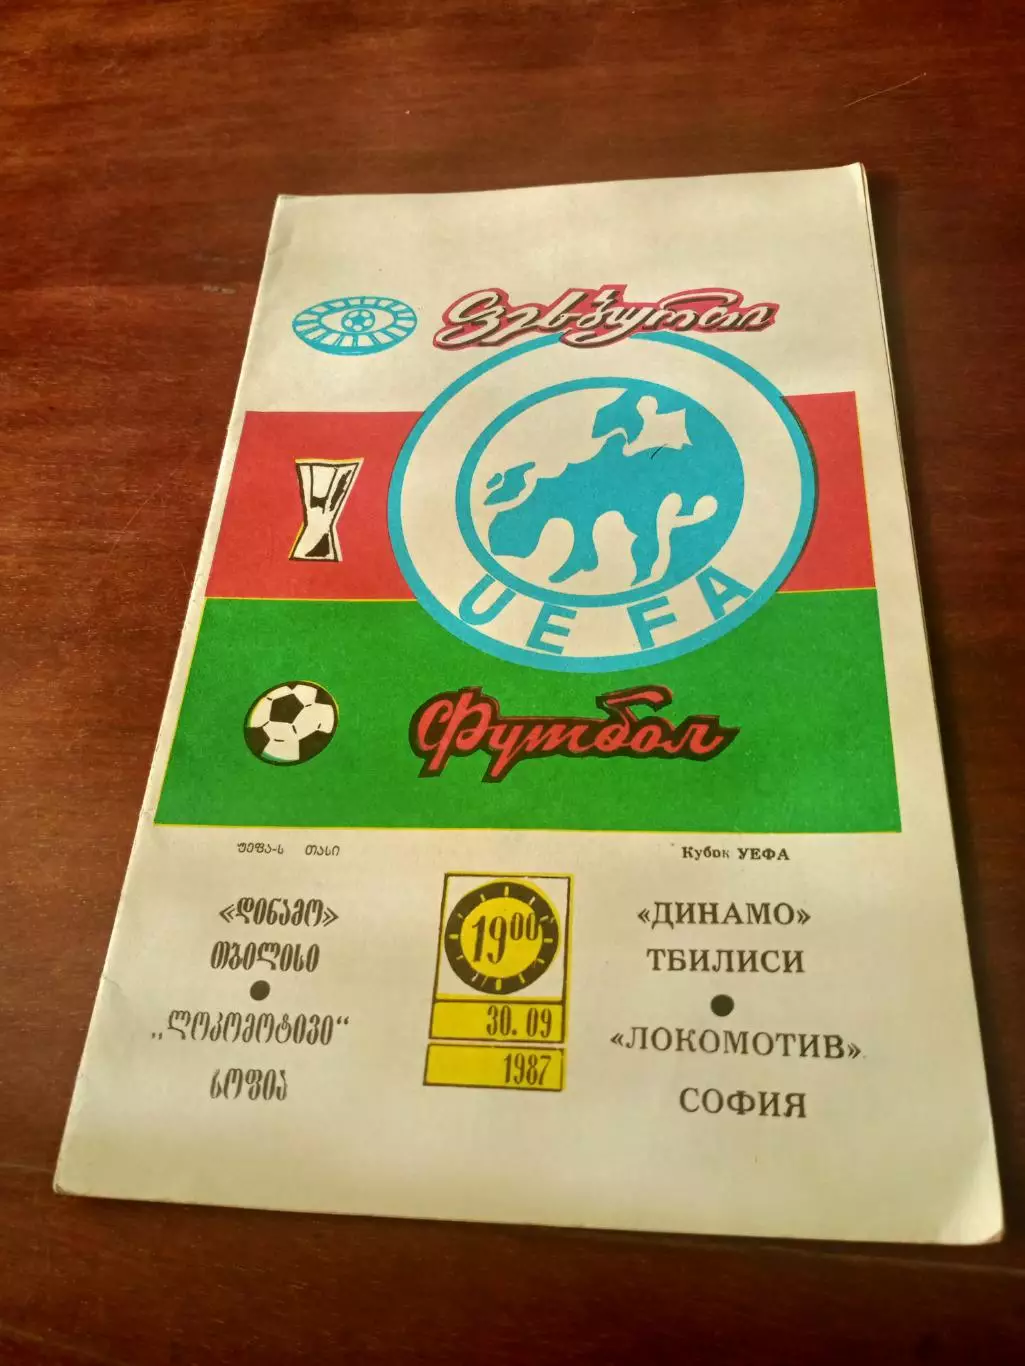 ფეხბურთი
UEFA
Футбол
უეფა-ს თასი
Кубок УЕФА
«დინამო»
თბილისი
„ლოკომოტივი“
სოფია
19⁰⁰
30. 09
1987
«ДИНАМО»
ТБИЛИСИ
«ЛОКОМОТИВ»
СОФИЯ